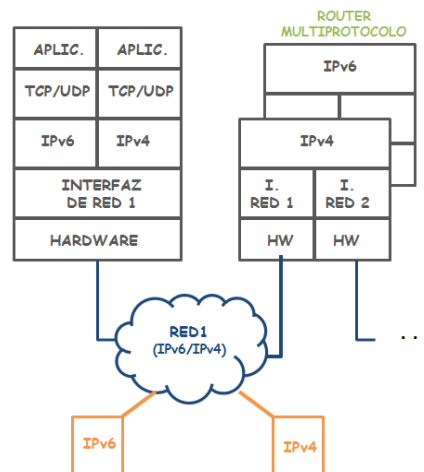 ROUTER
MULTIPROTOCOLO
APLIC. APLIC.
TCP/UDP TCP/UDP
IPv6 IPv4
INTERFAZ
DE RED 1
HARDWARE
IPv6
IPv4
I.
RED 1
I.
RED 2
HW HW
RED1
(IPv6/IPv4)
. .
IPv6
IPv4